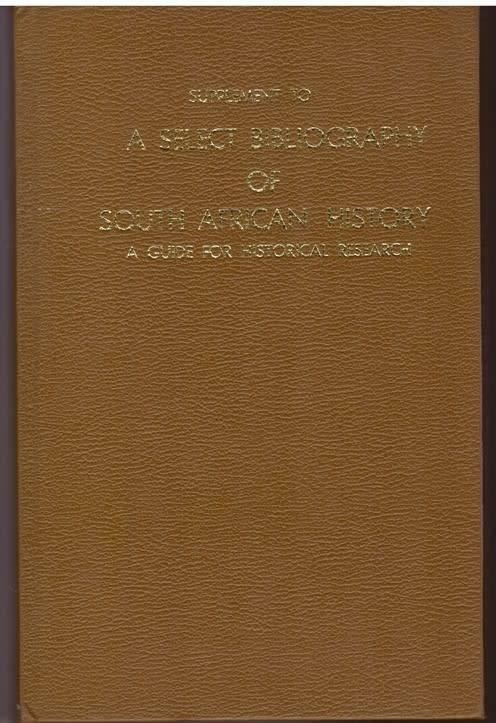 SUPPLEMENT TO
A SELECT BIBLIOGRAPHY
OF
SOUTH AFRICAN HISTORY
A GUIDE FOR HISTORICAL RESEARCH